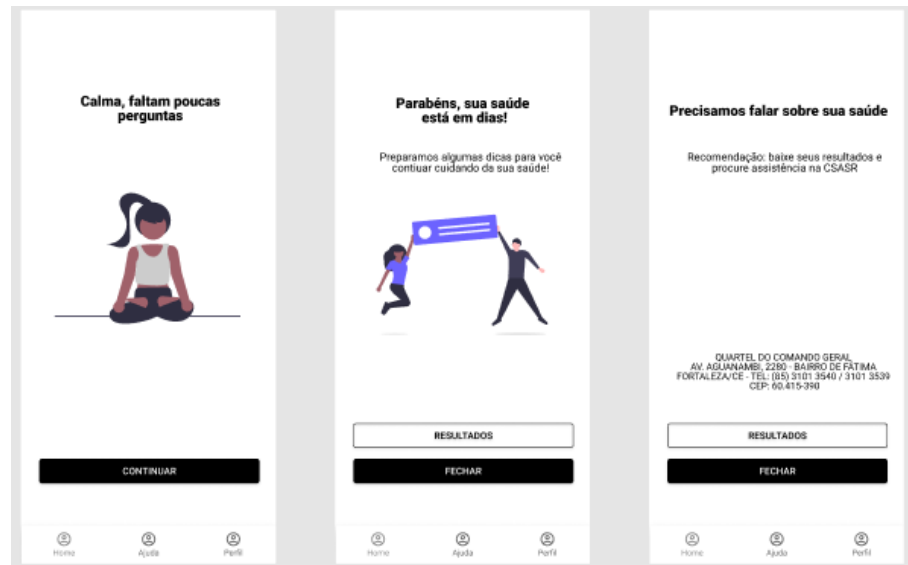 Calma, faltam poucas
perguntas
CONTINUAR
Home
Ajuda
Perfil
Parabéns, sua saúde
está em dias!
Preparamos algumas dicas para você
contiuar cuidando da sua saúde!
RESULTADOS
FECHAR
Home
Ajuda
Perfil
Precisamos falar sobre sua saúde
Recomendação: baixe seus resultados e
procure assistência na CSASR
QUARTEL DO COMANDO GERAL,
AV. AGUANAMBI, 2280 - BAIRRO DE FÁTIMA
FORTALEZA/CE - TEL: (85) 3101 3540 / 3101 3539
CEP: 60.415-390
RESULTADOS
FECHAR
Home
Ajuda
Perfil